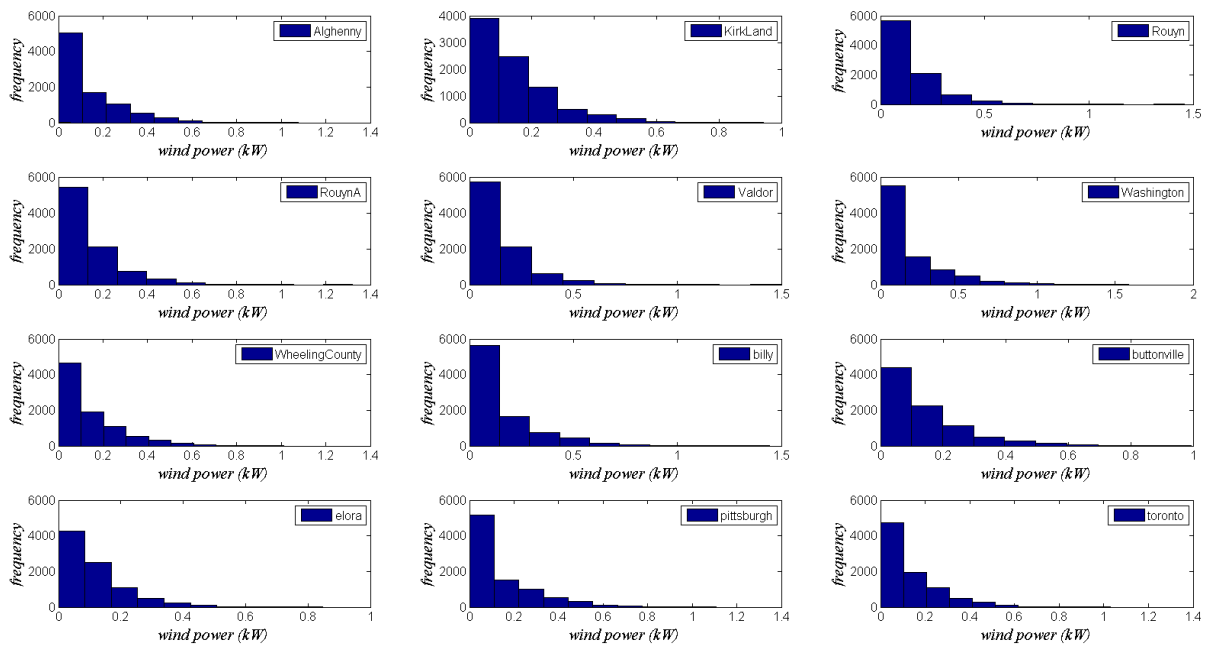 6000
4000
2000
0
0 0.2 0.4 0.6 0.8 1 1.2 1.4
frequency
wind power (kW)
Alghenny
4000
3000
2000
1000
0
0 0.2 0.4 0.6 0.8 1
frequency
wind power (kW)
KirkLand
6000
4000
2000
0
0 0.5 1 1.5
frequency
wind power (kW)
Rouyn
6000
4000
2000
0
0 0.2 0.4 0.6 0.8 1 1.2 1.4
frequency
wind power (kW)
RouynA
6000
4000
2000
0
0 0.5 1 1.5
frequency
wind power (kW)
Valdor
6000
4000
2000
0
0 0.5 1 1.5 2
frequency
wind power (kW)
Washington
6000
4000
2000
0
0 0.2 0.4 0.6 0.8 1 1.2 1.4
frequency
wind power (kW)
WheelingCounty
6000
4000
2000
0
0 0.5 1 1.5
frequency
wind power (kW)
billy
6000
4000
2000
0
0 0.2 0.4 0.6 0.8 1
frequency
wind power (kW)
buttonville
6000
4000
2000
0
0 0.2 0.4 0.6 0.8 1
frequency
wind power (kW)
elora
6000
4000
2000
0
0 0.2 0.4 0.6 0.8 1 1.2 1.4
frequency
wind power (kW)
pittsburgh
6000
4000
2000
0
0 0.2 0.4 0.6 0.8 1 1.2 1.4
frequency
wind power (kW)
toronto